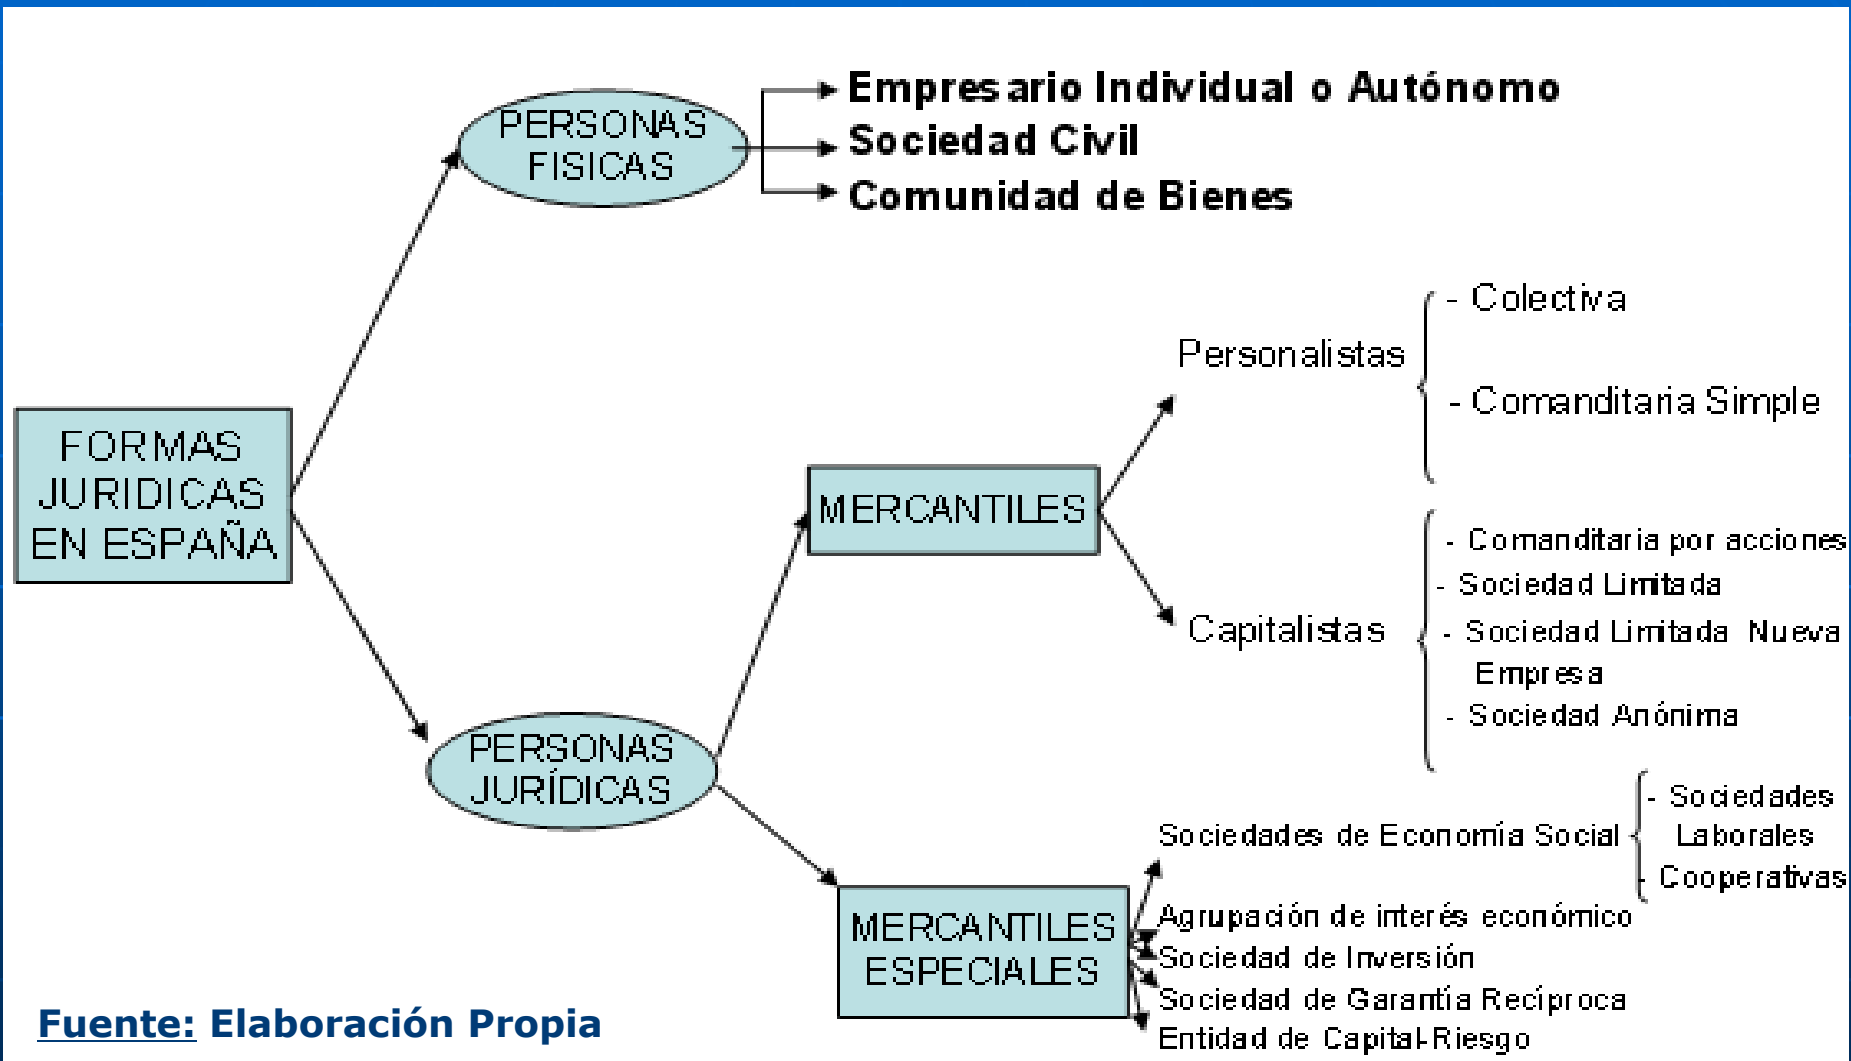 Empresario Individual o Autónomo
PERSONAS
FISICAS
Sociedad Civil
Comunidad de Bienes
FORMAS
JURIDICAS
EN ESPAÑA
PERSONAS
JURÍDICAS
MERCANTILES
Personalistas
- Colectiva
- Comanditaria Simple
Capitalistas
- Comanditaria por acciones
- Sociedad Limitada
- Sociedad Limitada Nueva
Empresa
- Sociedad Anónima
MERCANTILES
ESPECIALES
Sociedades de Economía Social
- Sociedades
Laborales
- Cooperativas
Agrupación de interés económico
Sociedad de Inversión
Sociedad de Garantía Recíproca
Entidad de Capital-Riesgo
Fuente: Elaboración Propia